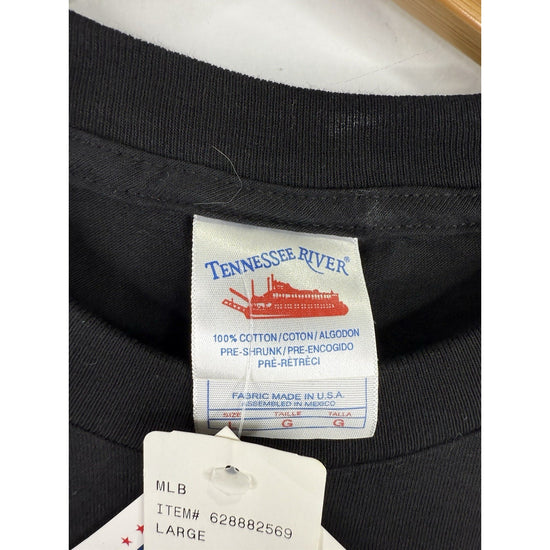 TENNESSEE RIVER®
100% COTTON/COTON/ALGODON
PRE-SHRUNK/PRE-ENCOGIDO
PRÉ-RÉTRÉCI
FABRIC MADE IN U.S.A.
ASSEMBLED IN MEXICO
SIZE TAILLE TALLA
G G
MLB
ITEM# 628882569
LARGE